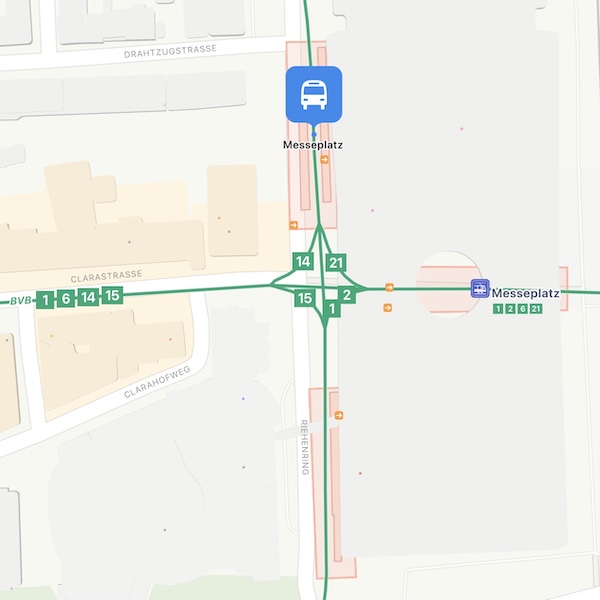 DRAHTZUGSTRASSE
Messeplatz
14
21
CLARASTRASSE
BVB 1 6 14 15
15
2
1
Messeplatz
1 2 6 21
CLARAHOFWEG
RIEHENRING